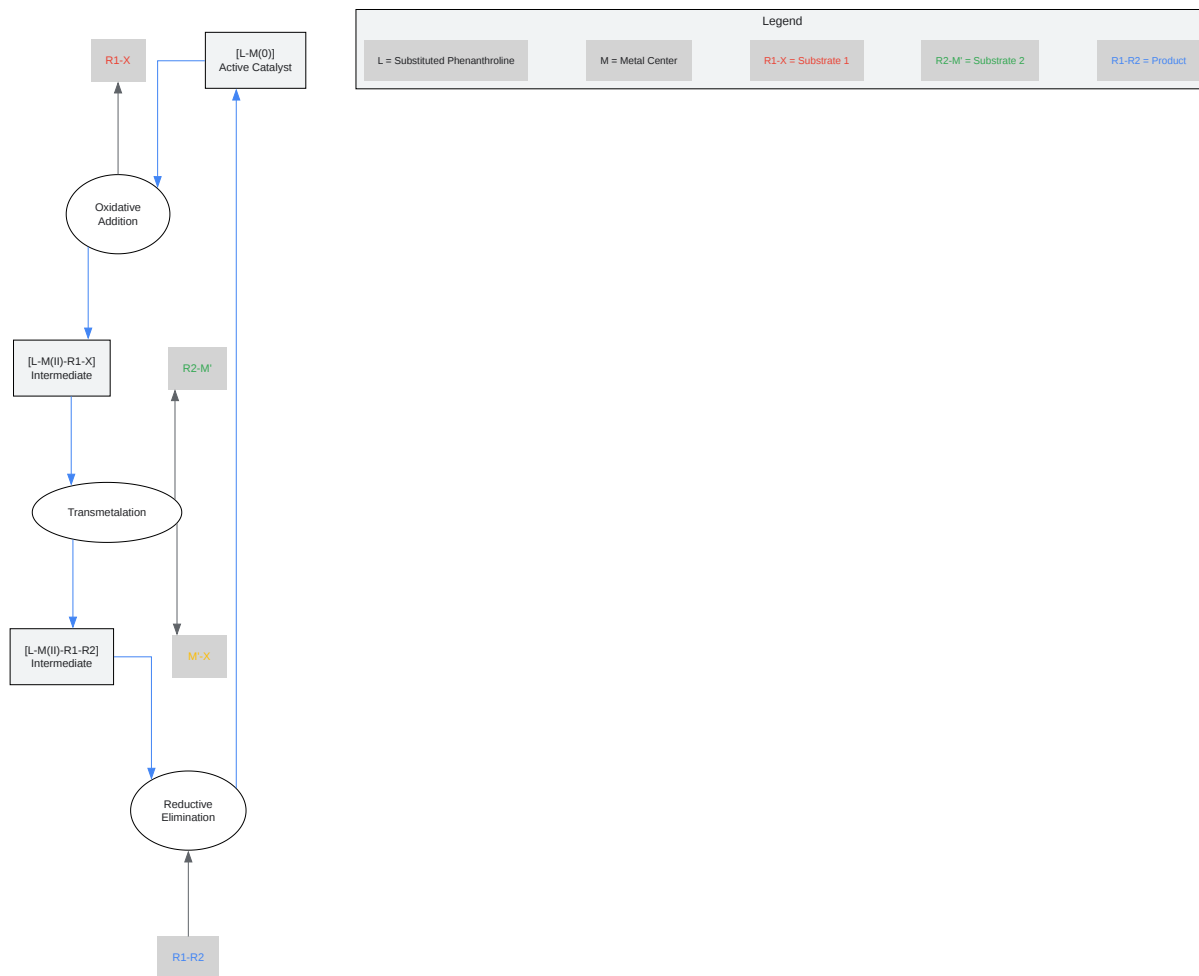 Legend
L = Substituted Phenanthroline
M = Metal Center
R1-X = Substrate 1
R2-M' = Substrate 2
R1-R2 = Product
R1-X
[L-M(0)]
Active Catalyst
Oxidative
Addition
[L-M(II)-R1-X]
Intermediate
R2-M'
Transmetalation
[L-M(II)-R1-R2]
Intermediate
M'-X
Reductive
Elimination
R1-R2